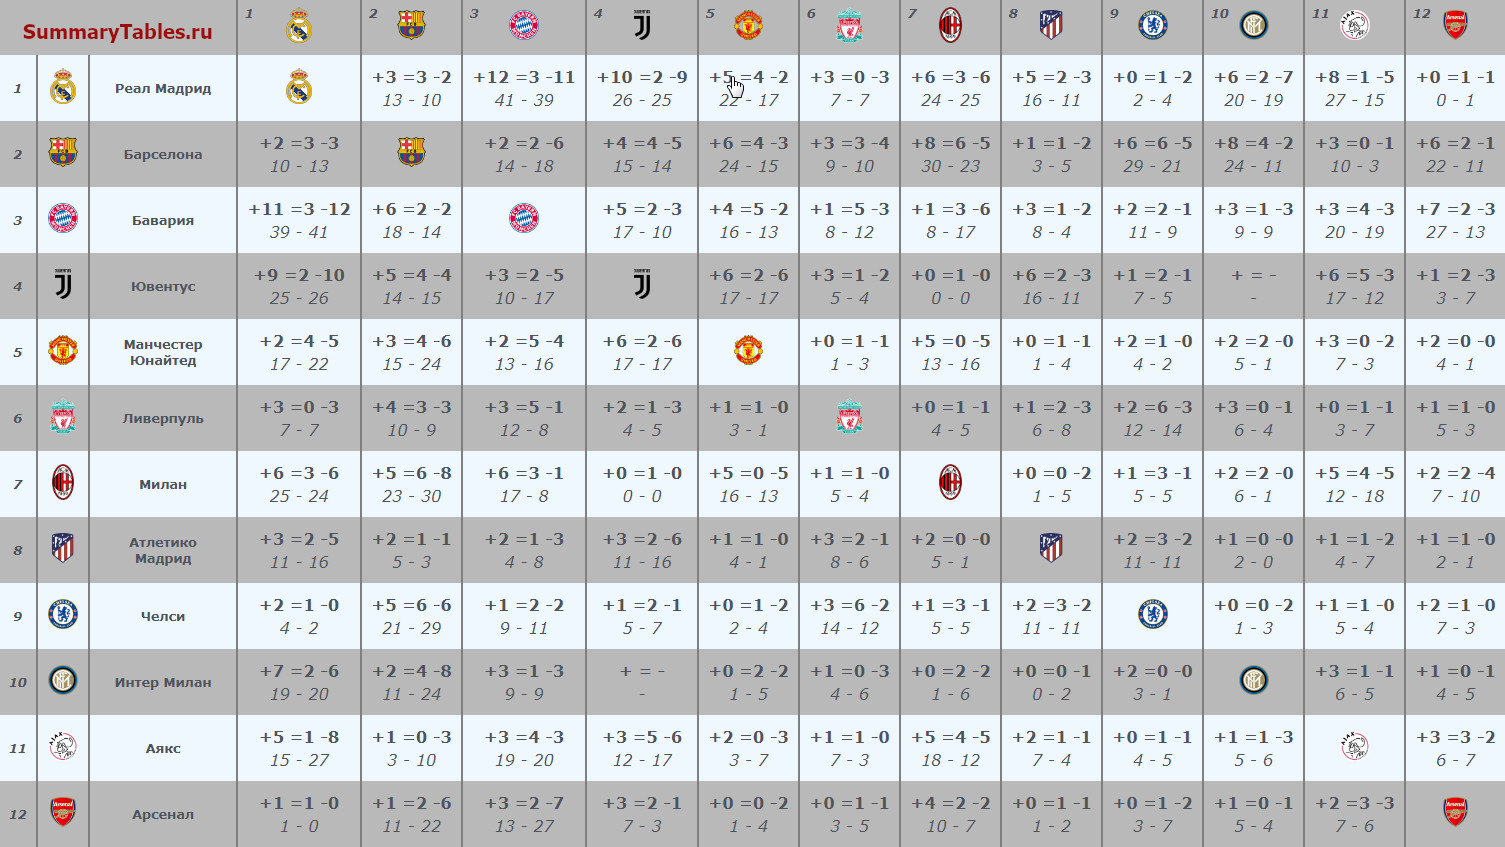 SummaryTables.ru 1 2 3 4 5 6 7 8 9 10 11 12
1 Реал Мадрид +3 =3 -2 +12 =3 -11 +10 =2 -9 +5 =4 -2 +3 =0 -3 +6 =3 -6 +5 =2 -3 +0 =1 -2 +6 =2 -7 +8 =1 -5 +0 =1 -1
13 - 10 41 - 39 26 - 25 22 - 17 7 - 7 24 - 25 16 - 11 2 - 4 20 - 19 27 - 15 0 - 1
2 Барселона +2 =3 -3 +2 =2 -6 +4 =4 -5 +6 =4 -3 +3 =3 -4 +8 =6 -5 +1 =1 -2 +6 =6 -5 +8 =4 -2 +3 =0 -1 +6 =2 -1
10 - 13 14 - 18 15 - 14 24 - 15 9 - 10 30 - 23 3 - 5 29 - 21 24 - 11 10 - 3 22 - 11
3 Бавария +11 =3 -12 +6 =2 -2 +5 =2 -3 +4 =5 -2 +1 =5 -3 +1 =3 -6 +3 =1 -2 +2 =2 -1 +3 =1 -3 +3 =4 -3 +7 =2 -3
39 - 41 18 - 14 17 - 10 16 - 13 8 - 12 8 - 17 8 - 4 11 - 9 9 - 9 20 - 19 27 - 13
4 Ювентус +9 =2 -10 +5 =4 -4 +3 =2 -5 +6 =2 -6 +3 =1 -2 +0 =1 -0 +6 =2 -3 +1 =2 -1 + = - +6 =5 -3 +1 =2 -3
25 - 26 14 - 15 10 - 17 17 - 17 5 - 4 0 - 0 16 - 11 7 - 5 - 17 - 12 3 - 7
5 Манчестер Юнайтед +2 =4 -5 +3 =4 -6 +2 =5 -4 +6 =2 -6 +0 =1 -1 +5 =0 -5 +0 =1 -1 +2 =1 -0 +2 =2 -0 +3 =0 -2 +2 =0 -0
17 - 22 15 - 24 13 - 16 17 - 17 1 - 3 13 - 16 1 - 4 4 - 2 5 - 1 7 - 3 4 - 1
6 Ливерпуль +3 =0 -3 +4 =3 -3 +3 =5 -1 +2 =1 -3 +1 =1 -0 +0 =1 -1 +1 =2 -3 +2 =6 -3 +3 =0 -1 +0 =1 -1 +1 =1 -0
7 - 7 10 - 9 12 - 8 4 - 5 3 - 1 4 - 5 6 - 8 12 - 14 6 - 4 3 - 7 5 - 3
7 Милан +6 =3 -6 +5 =6 -8 +6 =3 -1 +0 =1 -0 +5 =0 -5 +1 =1 -0 +0 =0 -2 +1 =3 -1 +2 =2 -0 +5 =4 -5 +2 =2 -4
25 - 24 23 - 30 17 - 8 0 - 0 16 - 13 5 - 4 1 - 5 5 - 5 6 - 1 12 - 18 7 - 10
8 Атлетико Мадрид +3 =2 -5 +2 =1 -1 +2 =1 -3 +3 =2 -6 +1 =1 -0 +3 =2 -1 +2 =0 -0 +2 =3 -2 +1 =0 -0 +1 =1 -2 +1 =1 -0
11 - 16 5 - 3 4 - 8 11 - 16 4 - 1 8 - 6 5 - 1 11 - 11 2 - 0 4 - 7 2 - 1
9 Челси +2 =1 -0 +5 =6 -6 +1 =2 -2 +1 =2 -1 +0 =1 -2 +3 =6 -2 +1 =3 -1 +2 =3 -2 +0 =0 -2 +1 =1 -0 +2 =1 -0
4 - 2 21 - 29 9 - 11 5 - 7 2 - 4 14 - 12 5 - 5 11 - 11 1 - 3 5 - 4 7 - 3
10 Интер Милан +7 =2 -6 +2 =4 -8 +3 =1 -3 + = - +0 =2 -2 +1 =0 -3 +0 =2 -2 +0 =0 -1 +2 =0 -0 +3 =1 -1 +1 =0 -1
19 - 20 11 - 24 9 - 9 - 1 - 5 4 - 6 1 - 6 0 - 2 3 - 1 6 - 5 4 - 5
11 Аякс +5 =1 -8 +1 =0 -3 +3 =4 -3 +3 =5 -6 +2 =0 -3 +1 =1 -0 +5 =4 -5 +2 =1 -1 +0 =1 -1 +1 =1 -3 +3 =3 -2
15 - 27 3 - 10 19 - 20 12 - 17 3 - 7 7 - 3 18 - 12 7 - 4 4 - 5 5 - 6 6 - 7
12 Арсенал +1 =1 -0 +1 =2 -6 +3 =2 -7 +3 =2 -1 +0 =0 -2 +0 =1 -1 +4 =2 -2 +0 =1 -1 +0 =1 -2 +1 =0 -1 +2 =3 -3
1 - 0 11 - 22 13 - 27 7 - 3 1 - 4 3 - 5 10 - 7 1 - 2 3 - 7 5 - 4 7 - 6